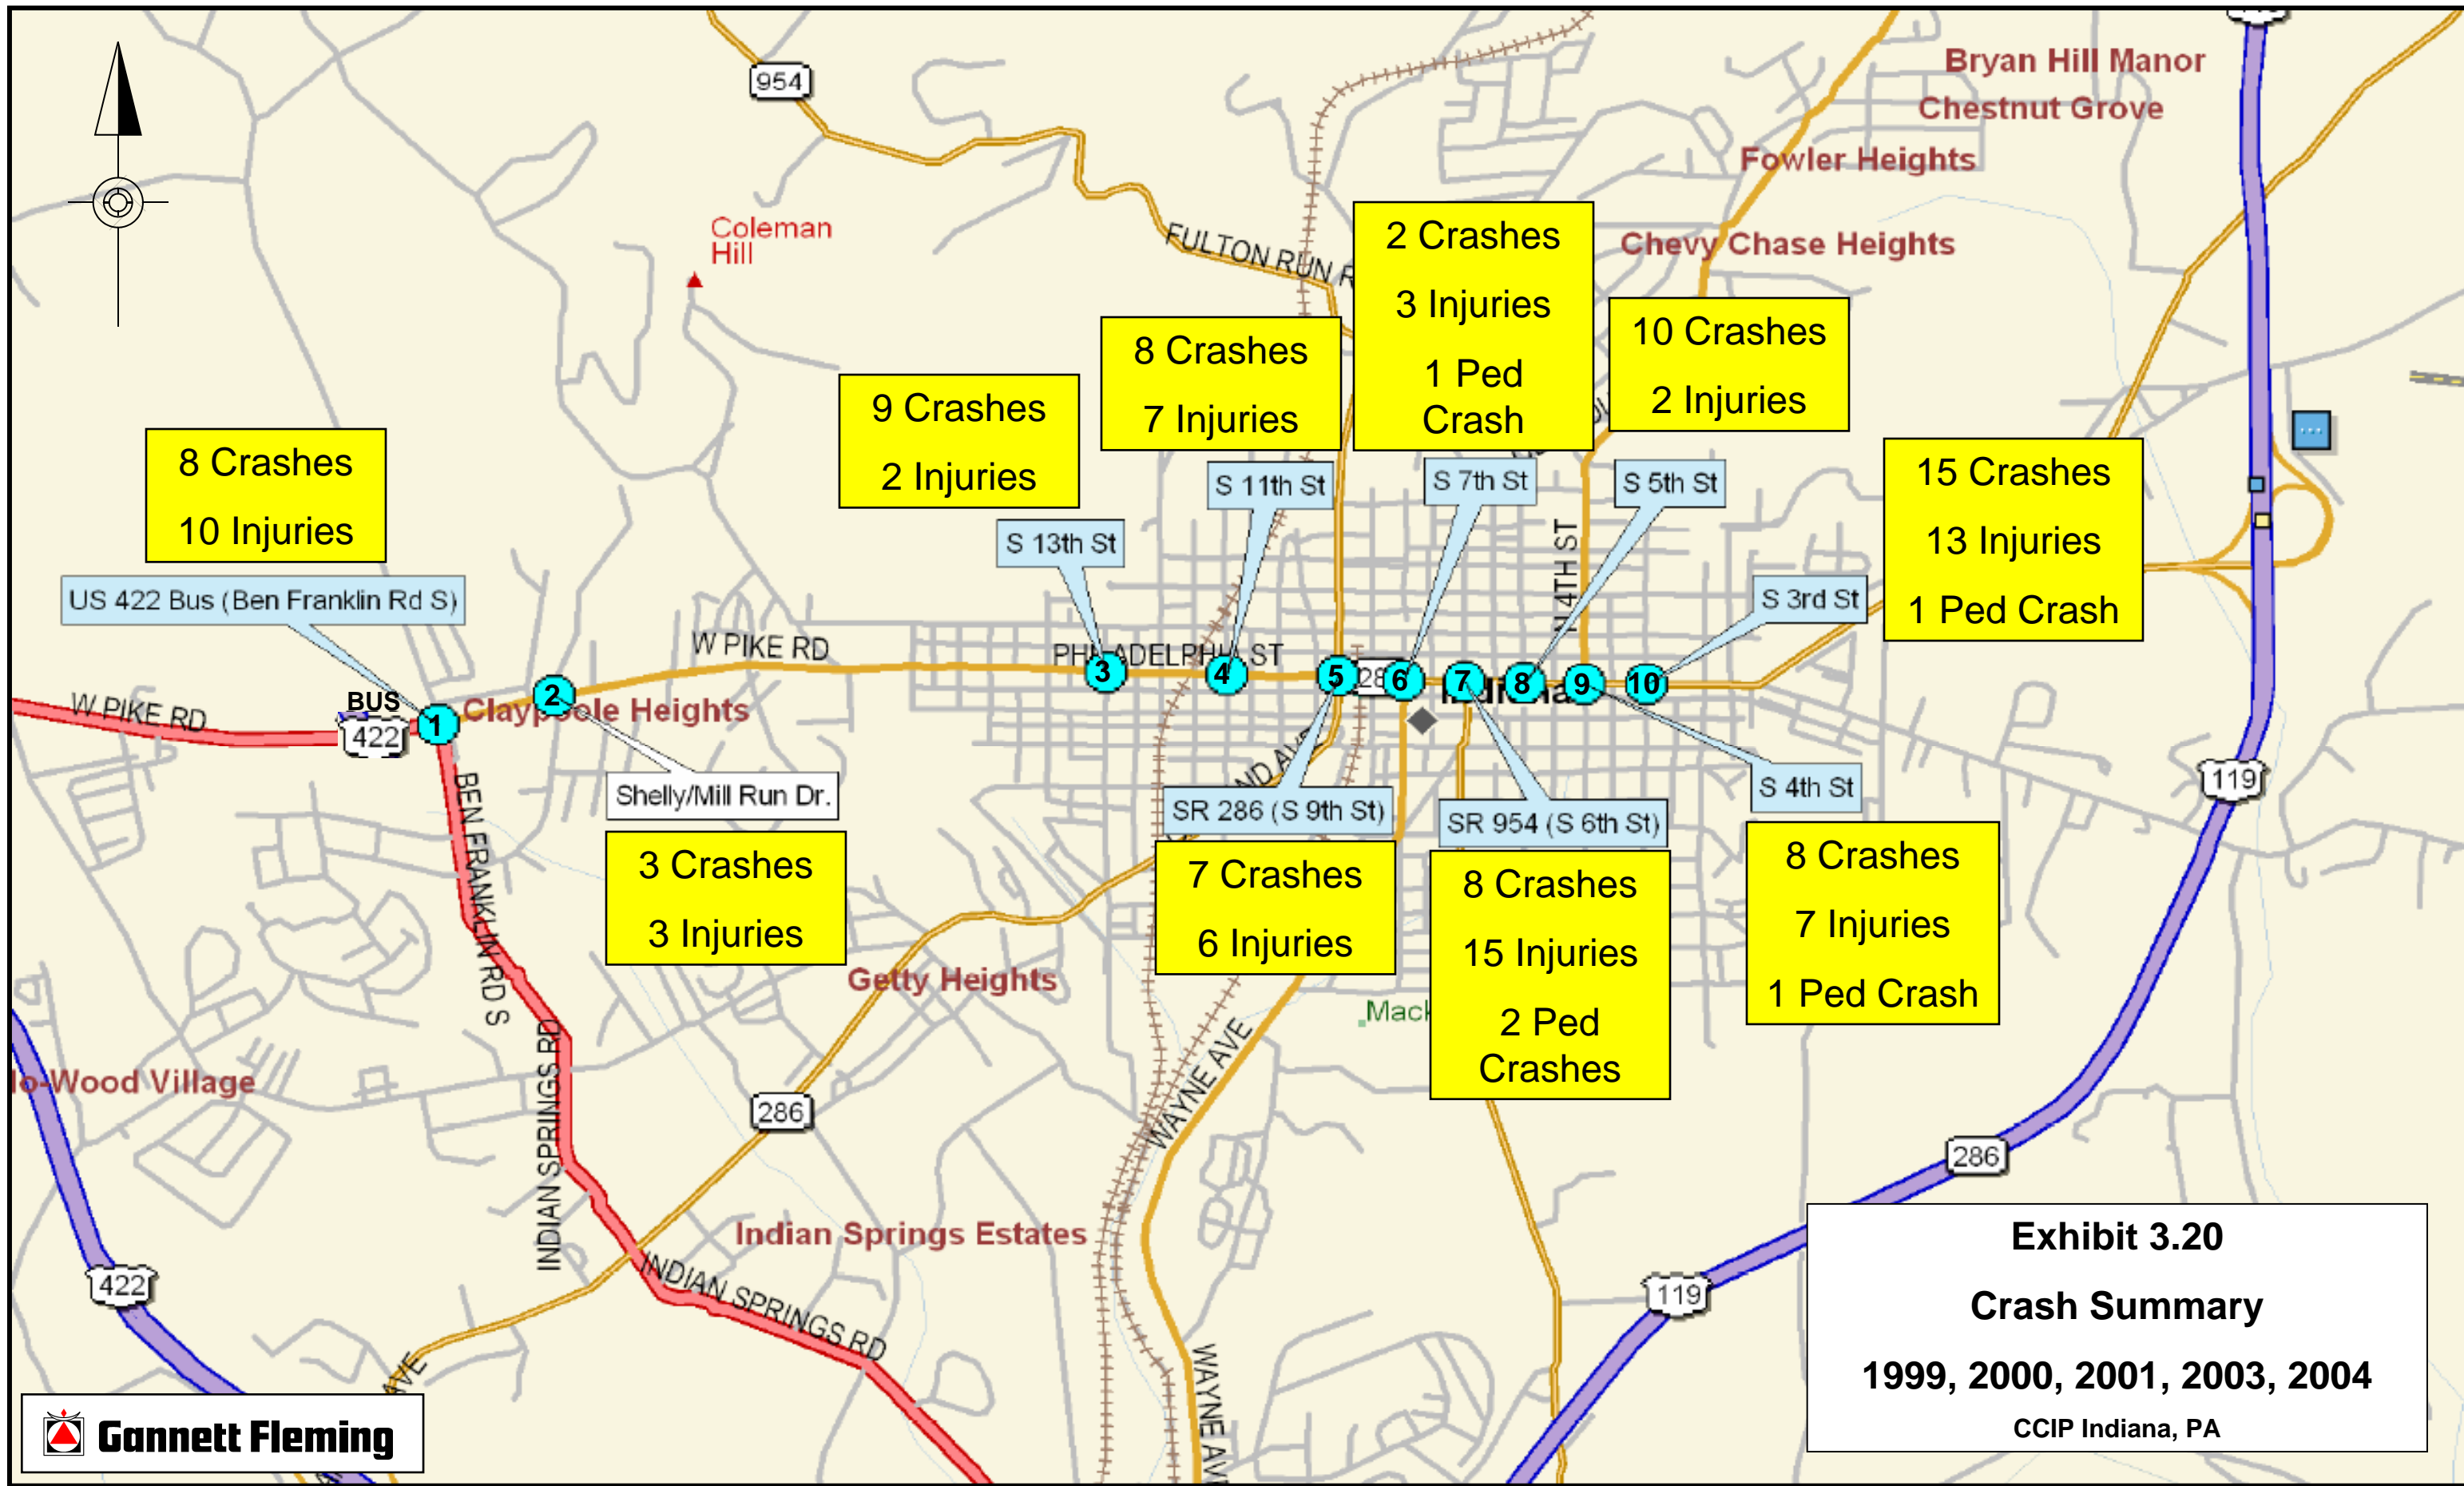 954
Bryan Hill Manor
Chestnut Grove
Fowler Heights
Chevy Chase Heights
Coleman
Hill
FULTON RUN
2 Crashes
3 Injuries
1 Ped
Crash
10 Crashes
2 Injuries
8 Crashes
7 Injuries
9 Crashes
2 Injuries
8 Crashes
10 Injuries
15 Crashes
13 Injuries
1 Ped Crash
S 11th St
S 7th St
S 5th St
S 13th St
N 4TH ST
S 3rd St
US 422 Bus (Ben Franklin Rd S)
W PIKE RD
PHILADELPHIA ST
1
2
3
4
5
6
7
8
9
10
W PIKE RD
BUS
422
Claypoole Heights
Shelly/Mill Run Dr.
SR 286 (S 9th St)
SR 954 (S 6th St)
S 4th St
119
BEN FRANKLIN RD S
3 Crashes
3 Injuries
7 Crashes
6 Injuries
8 Crashes
15 Injuries
2 Ped
Crashes
8 Crashes
7 Injuries
1 Ped Crash
Getty Heights
INDIAN SPRINGS RD
WAYNE AVE
286
286
Indian Springs Estates
INDIAN SPRINGS RD
422
119
WAYNE AVE
AVE
Gannett Fleming
Exhibit 3.20
Crash Summary
1999, 2000, 2001, 2003, 2004
CCIP Indiana, PA